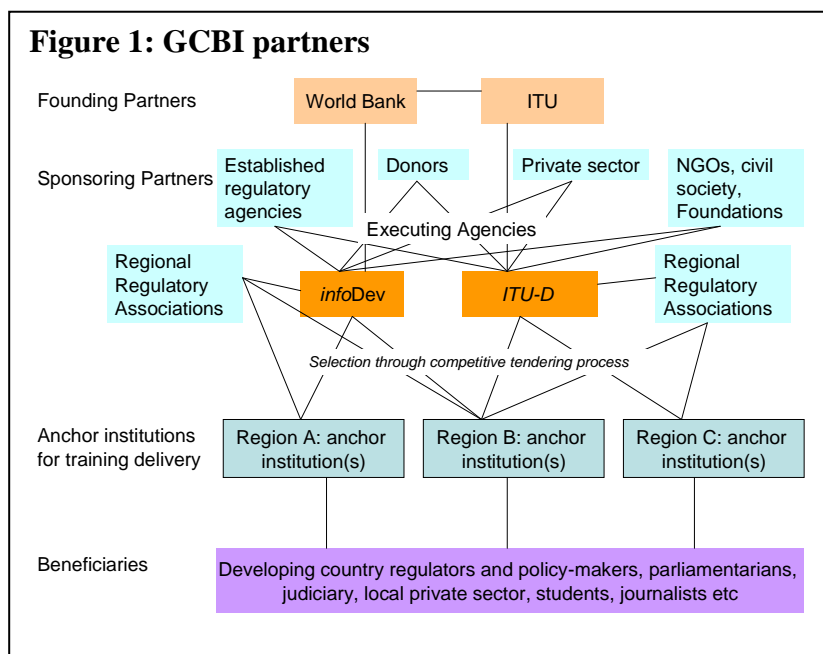 Figure 1: GCBI partners
Founding Partners
World Bank
ITU
Sponsoring Partners
Established
regulatory
agencies
Donors
Private sector
NGOs, civil
society,
Foundations
Executing Agencies
Regional
Regulatory
Associations
infoDev
ITU-D
Regional
Regulatory
Associations
Selection through competitive tendering process
Anchor institutions
for training delivery
Region A: anchor
institution(s)
Region B: anchor
institution(s)
Region C: anchor
institution(s)
Beneficiaries
Developing country regulators and policy-makers, parliamentarians,
judiciary, local private sector, students, journalists etc